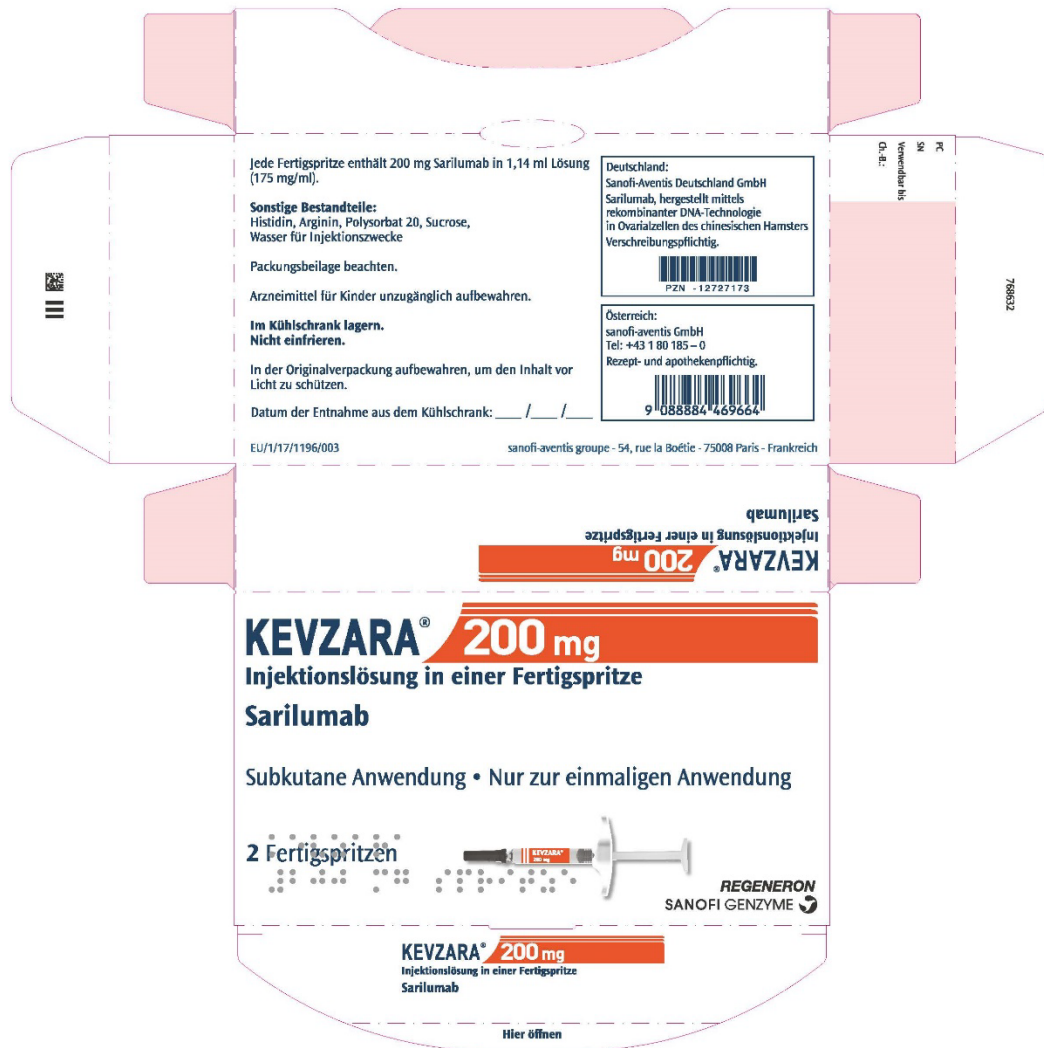 Jede Fertigspritze enthält 200 mg Sarilumab in 1,14 ml Lösung
(175 mg/ml).
Sonstige Bestandteile:
Histidin, Arginin, Polysorbat 20, Sucrose,
Wasser für Injektionszwecke
Packungsbeilage beachten.
Arzneimittel für Kinder unzugänglich aufbewahren.
Im Kühlschrank lagern.
Nicht einfrieren.
In der Originalverpackung aufbewahren, um den Inhalt vor
Licht zu schützen.
Datum der Entnahme aus dem Kühlschrank: ___ /___ /___
EU/1/17/1196/003
sanofi-aventis groupe - 54, rue la Boétie - 75008 Paris - Frankreich
Deutschland:
Sanofi-Aventis Deutschland GmbH
Sarilumab, hergestellt mittels
rekombinanter DNA-Technologie
in Ovarialzellen des chinesischen Hamsters
Verschreibungspflichtig.
PZN -12727173
Österreich:
sanofi-aventis GmbH
Tel: +43 1 80 185 – 0
Rezept- und apothekenpflichtig.
9 088884 469664
PC
SN
Verwendbar bis
Ch.-B.:
768632
KEVZARA® 200 mg
Injektionslösung in einer Fertigspritze
Sarilumab
KEVZARA® 200 mg
Injektionslösung in einer Fertigspritze
Sarilumab
Subkutane Anwendung • Nur zur einmaligen Anwendung
2 Fertigspritzen
KEVZARA®
200 mg
REGENERON
SANOFI GENZYME
KEVZARA® 200 mg
Injektionslösung in einer Fertigspritze
Sarilumab
Hier öffnen